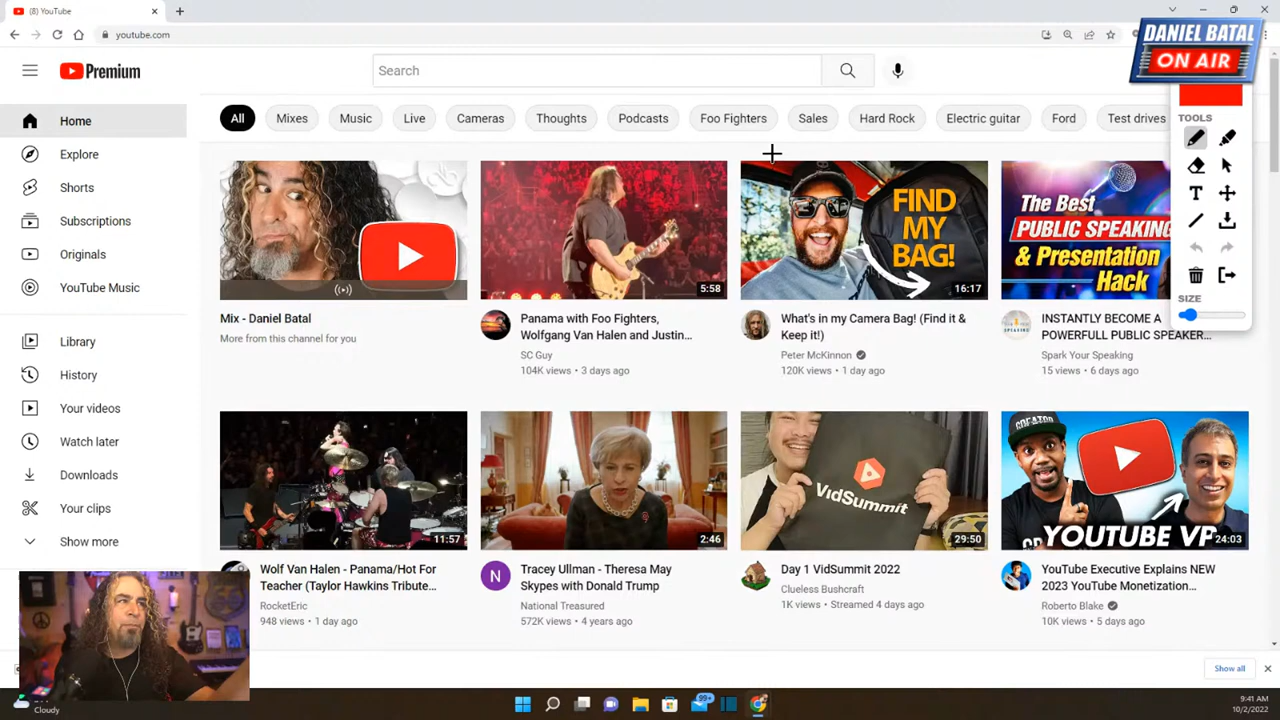 (8) YouTube
youtube.com
DANIEL BATAL
ON AIR
Premium
Search
All
Mixes
Music
Live
Cameras
Thoughts
Podcasts
Foo Fighters
Sales
Hard Rock
Electric guitar
Ford
Test drives
TOOLS
T
SIZE
Home
Explore
Shorts
Subscriptions
Originals
YouTube Music
Library
History
Your videos
Watch later
Downloads
Your clips
Show more
Mix - Daniel Batal
More from this channel for you
5:58
Panama with Foo Fighters,
Wolfgang Van Halen and Justin...
SC Guy
104K views • 3 days ago
FIND
MY
BAG!
16:17
What's in my Camera Bag! (Find it &
Keep it!)
Peter McKinnon
120K views • 1 day ago
The Best
PUBLIC SPEAKING
& Presentation
Hack
INSTANTLY BECOME A
POWERFULL PUBLIC SPEAKER...
Spark Your Speaking
15 views • 6 days ago
11:57
Wolf Van Halen - Panama/Hot For
Teacher (Taylor Hawkins Tribute...
RocketEric
948 views • 1 day ago
2:46
N
Tracey Ullman - Theresa May
Skypes with Donald Trump
National Treasured
572K views • 4 years ago
VidSummit
29:50
Day 1 VidSummit 2022
Clueless Bushcraft
1K views • Streamed 4 days ago
CREATOR
YOUTUBE VP
24:03
YouTube Executive Explains NEW
2023 YouTube Monetization...
Roberto Blake
10K views • 5 days ago
Show all
Cloudy
99+
9:41 AM
10/2/2022